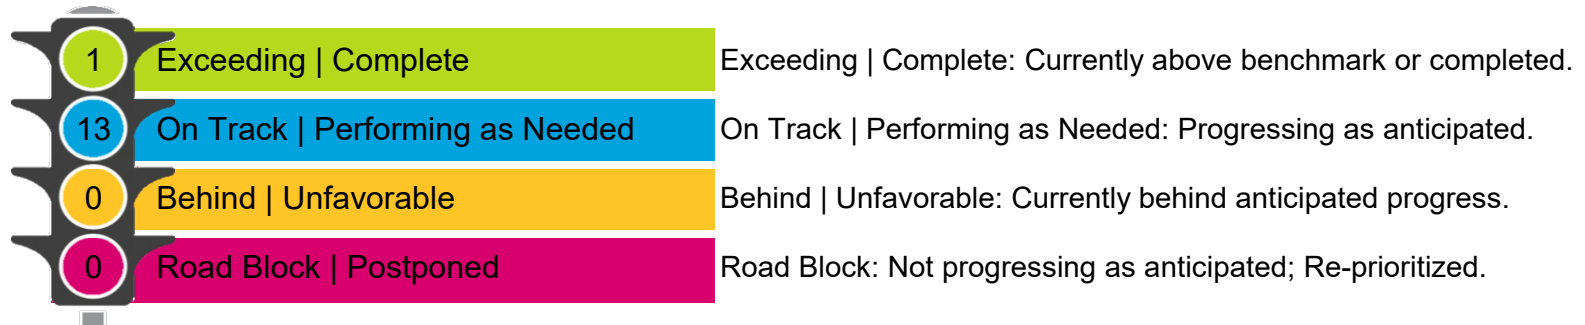 1 Exceeding | Complete Exceeding | Complete: Currently above benchmark or completed.
13 On Track | Performing as Needed On Track | Performing as Needed: Progressing as anticipated.
0 Behind | Unfavorable Behind | Unfavorable: Currently behind anticipated progress.
0 Road Block | Postponed Road Block: Not progressing as anticipated; Re-prioritized.